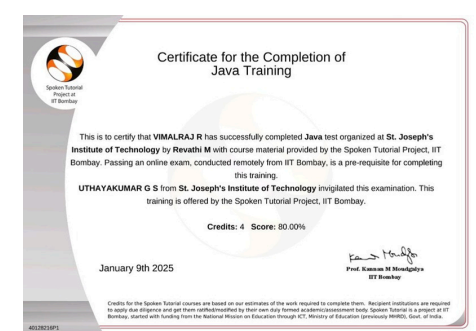 Spoken Tutorial
Project at
IIT Bombay
Certificate for the Completion of
Java Training
This is to certify that VIMALRAJ R has successfully completed Java test organized at St. Joseph's
Institute of Technology by Revathi M with course material provided by the Spoken Tutorial Project, IIT
Bombay. Passing an online exam, conducted remotely from IIT Bombay, is a pre-requisite for completing
this training.
UTHAYAKUMAR G S from St. Joseph's Institute of Technology invigilated this examination. This
training is offered by the Spoken Tutorial Project, IIT Bombay.
Credits: 4 Score: 80.00%
January 9th 2025
Prof. Kannan M Moudgalya
IIT Bombay
Credits for the Spoken Tutorial courses are based on our estimates of the work required to complete them. Recipient institutions are required
to apply due diligence and get them ratified/modified by their own duly formed academic/assessment body. Spoken Tutorial is a project at IIT
Bombay, started with funding from the National Mission on Education through ICT, Ministry of Education (previously MHRD), Govt. of India.
40128216P1